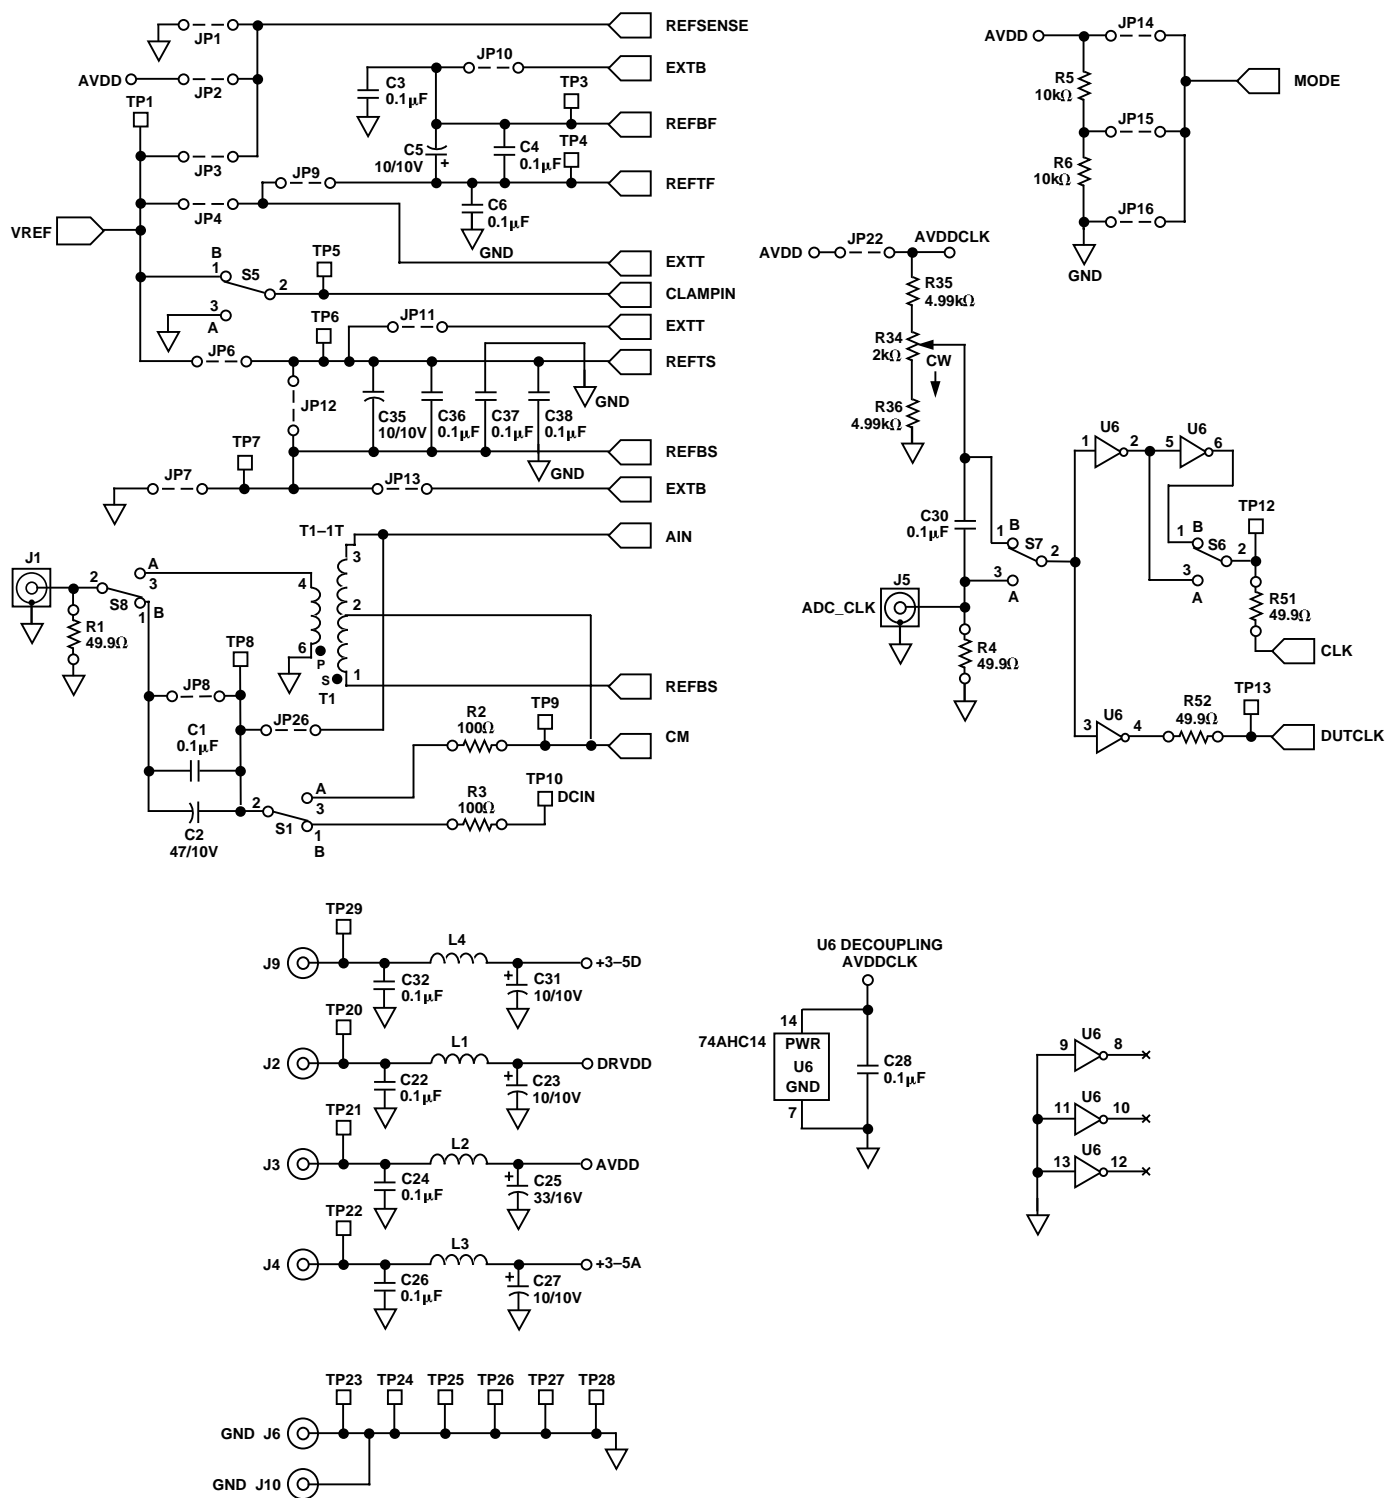 REFSENSE
JP1
JP10
EXTB
AVDD
JP2
C3
0.1µF
TP3
TP1
REFBF
C5
10/10V
+
C4
0.1µF
TP4
JP3
JP9
REFTF
JP4
C6
0.1µF
VREF
GND
EXTT
B
1
S5
2
TP5
CLAMPIN
3
A
TP6
JP11
EXTT
JP6
REFTS
JP12
C35
10/10V
C36
0.1µF
C37
0.1µF
C38
0.1µF
GND
TP7
REFBS
GND
JP7
JP13
EXTB
T1–1T
AIN
3
J1
A
3
2
S8
1
B
4
2
R1
49.9Ω
TP8
6
P
S
1
T1
REFBS
JP8
JP26
R2
100Ω
TP9
CM
C1
0.1µF
A
3
R3
100Ω
TP10
DCIN
2
S1
1
B
C2
47/10V
AVDD
JP14
R5
10kΩ
MODE
JP15
R6
10kΩ
JP16
GND
AVDD
JP22
AVDDCLK
R35
4.99kΩ
R34
2kΩ
CW
R36
4.99kΩ
U6
1
2
U6
5
6
C30
0.1µF
1
B
S7
2
3
A
1
B
S6
2
3
A
TP12
J5
ADC_CLK
R51
49.9Ω
R4
49.9Ω
CLK
U6
3
4
R52
49.9Ω
TP13
DUTCLK
TP29
J9
L4
+3–5D
C32
0.1µF
+
C31
10/10V
TP20
J2
L1
DRVDD
C22
0.1µF
+
C23
10/10V
TP21
J3
L2
AVDD
C24
0.1µF
+
C25
33/16V
TP22
J4
L3
+3–5A
C26
0.1µF
+
C27
10/10V
U6 DECOUPLING
AVDDCLK
14
74AHC14
PWR
U6
GND
7
C28
0.1µF
U6
9
8
U6
11
10
U6
13
12
TP23
TP24
TP25
TP26
TP27
TP28
GND J6
GND J10